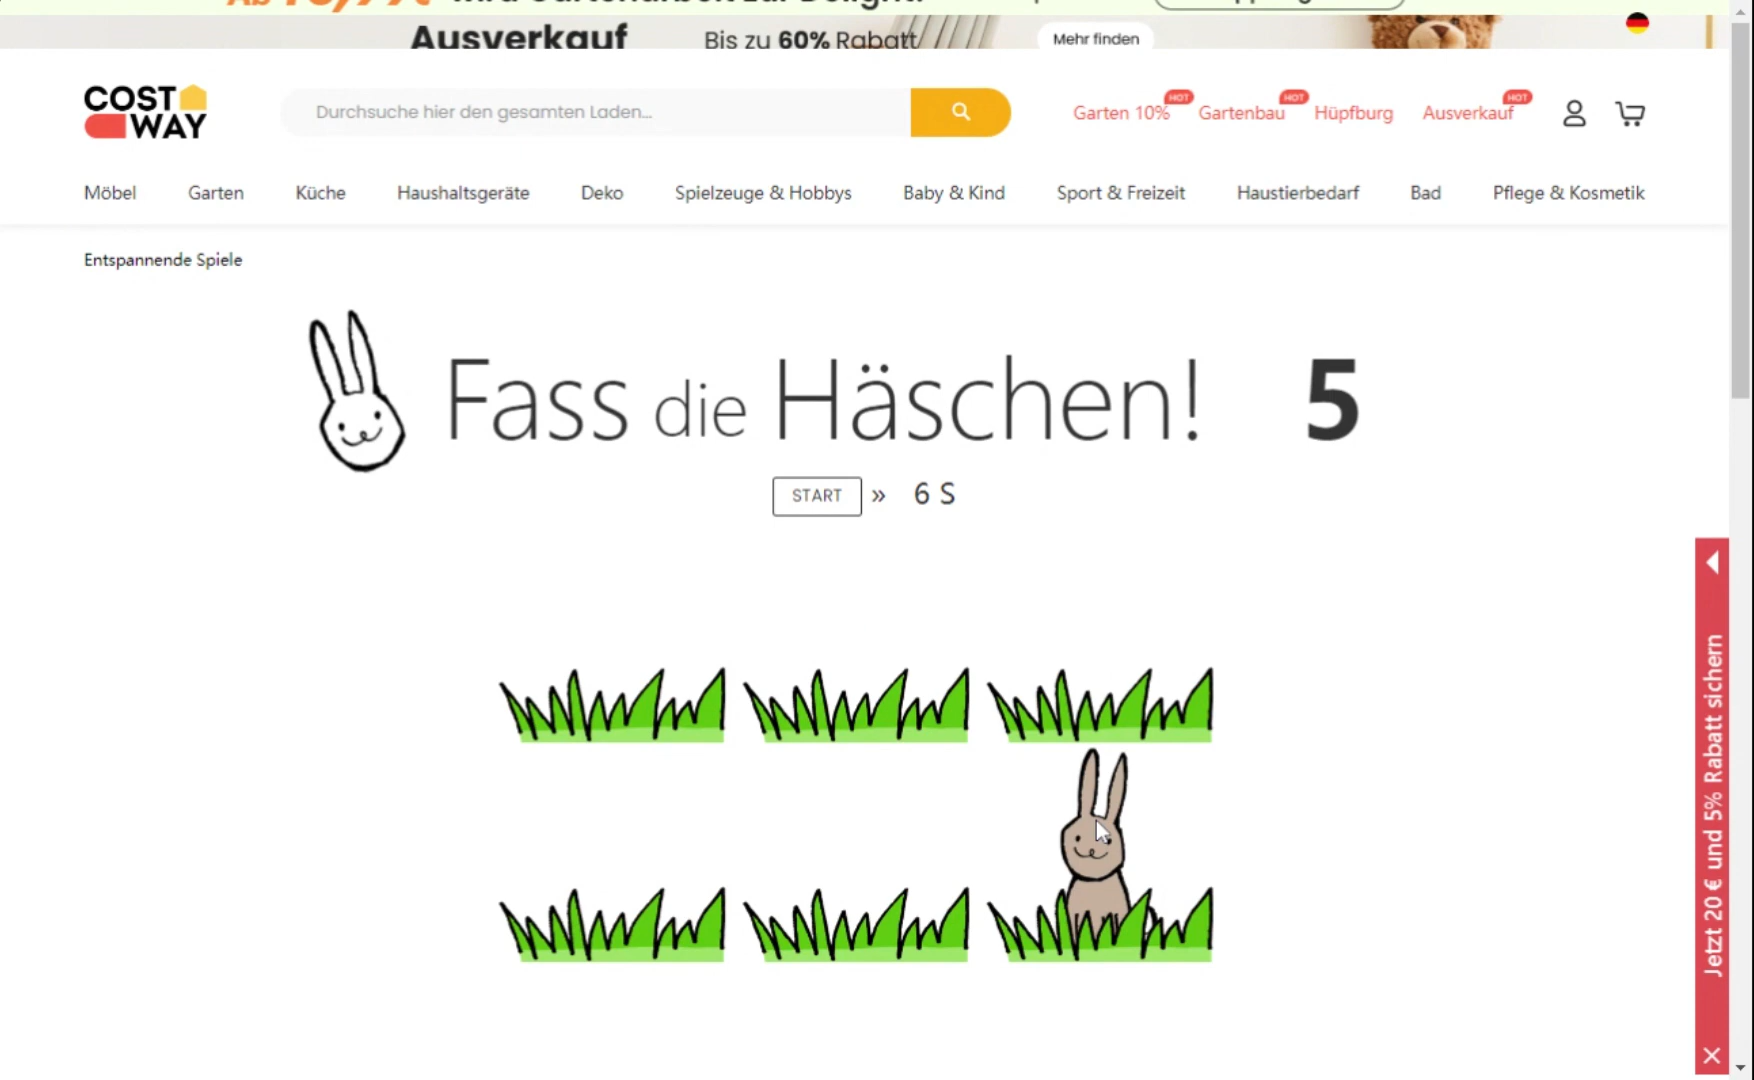 Ausverkauf Bis zu 60% Rabatt Mehr finden
COST WAY
Durchsuche hier den gesamten Laden...
Garten 10% HOT Gartenbau HOT Hüpfburg Ausverkauf HOT
Möbel Garten Küche Haushaltsgeräte Deko Spielzeuge & Hobbys Baby & Kind Sport & Freizeit Haustierbedarf Bad Pflege & Kosmetik
Entspannende Spiele
Fass die Häschen! 5
START » 6 S
Jetzt 20 € und 5% Rabatt sichern